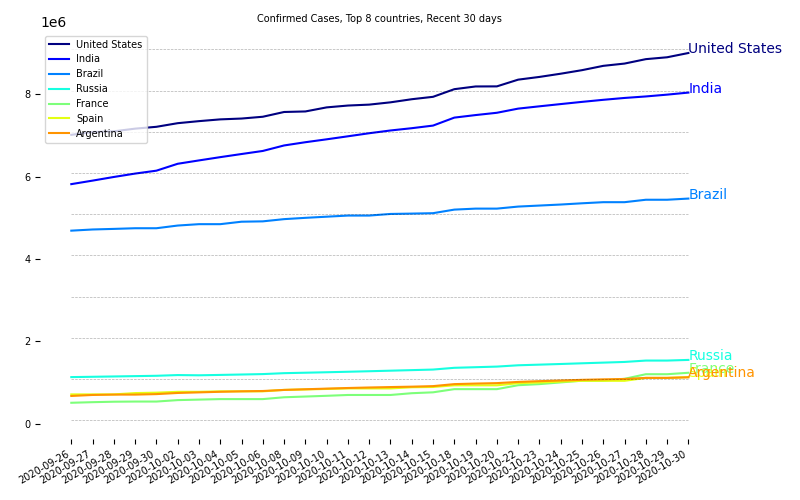 Confirmed Cases, Top 8 countries, Recent 30 days
1e6
United States
India
Brazil
Russia
France
Spain
Argentina
8
6
4
2
0
United States
India
Brazil
Russia
France
Argentina
2020-09-26
2020-09-27
2020-09-28
2020-09-29
2020-09-30
2020-10-02
2020-10-03
2020-10-04
2020-10-05
2020-10-06
2020-10-08
2020-10-09
2020-10-10
2020-10-11
2020-10-12
2020-10-13
2020-10-14
2020-10-15
2020-10-18
2020-10-19
2020-10-20
2020-10-22
2020-10-23
2020-10-24
2020-10-25
2020-10-26
2020-10-27
2020-10-28
2020-10-29
2020-10-30